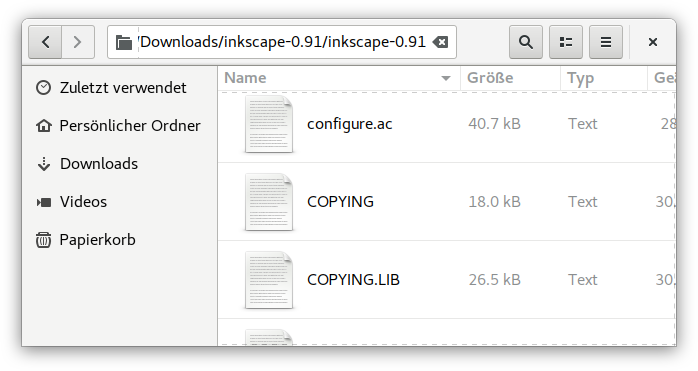 /Downloads/inkscape-0.91/inkscape-0.91
Zuletzt verwendet
Persönlicher Ordner
Downloads
Videos
Papierkorb
Name Größe Typ Geä
configure.ac 40.7 kB Text 28
COPYING 18.0 kB Text 30.
COPYING.LIB 26.5 kB Text 30.